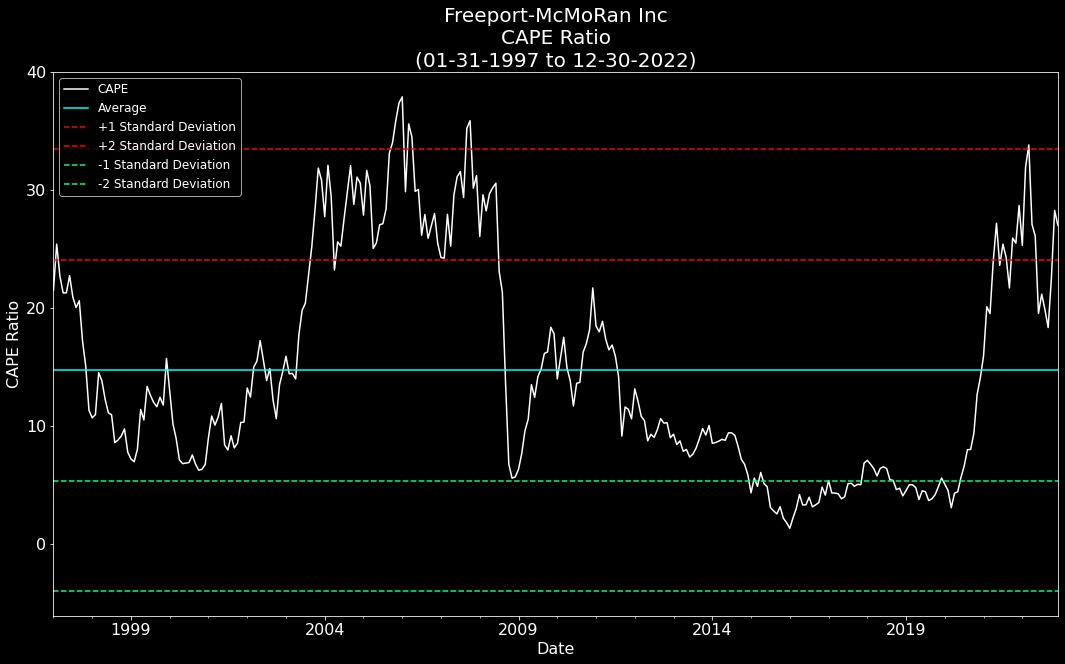 Freeport-McMoRan Inc
CAPE Ratio
(01-31-1997 to 12-30-2022)
CAPE
Average
+1 Standard Deviation
+2 Standard Deviation
-1 Standard Deviation
-2 Standard Deviation
40
30
20
10
0
CAPE Ratio
1999
2004
2009
2014
2019
Date